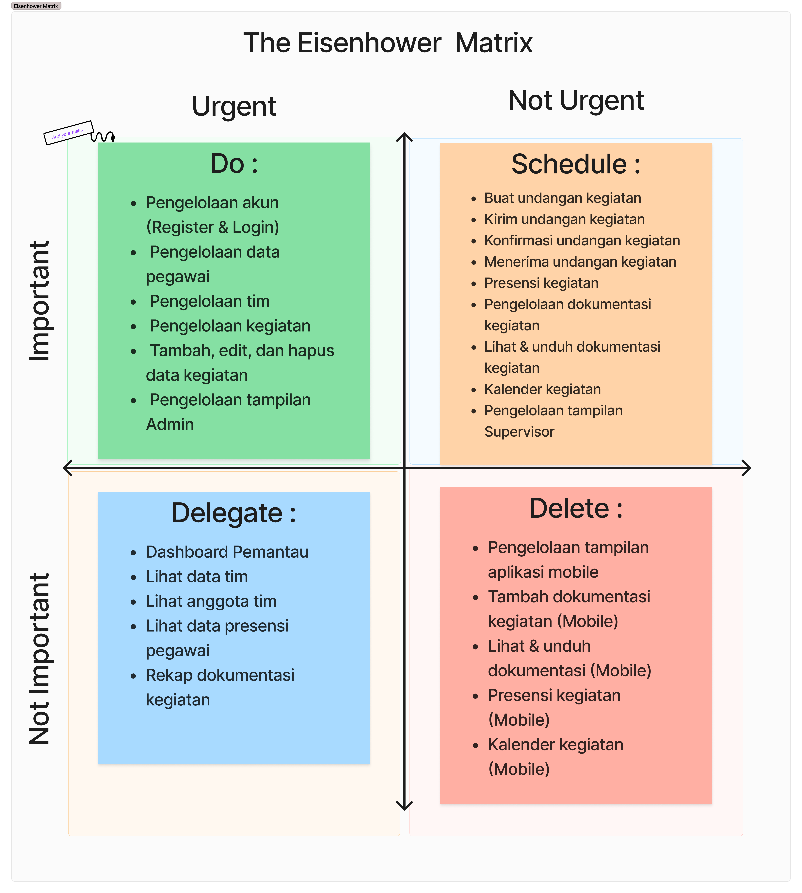 Eisenhower Matrix
The Eisenhower Matrix
Urgent
Not Urgent
Important
Do :
• Pengelolaan akun
(Register & Login)
• Pengelolaan data
pegawai
• Pengelolaan tim
• Pengelolaan kegiatan
• Tambah, edit, dan hapus
data kegiatan
• Pengelolaan tampilan
Admin
Schedule :
• Buat undangan kegiatan
• Kirim undangan kegiatan
• Konfirmasi undangan kegiatan
• Menerima undangan kegiatan
• Presensi kegiatan
• Pengelolaan dokumentasi
kegiatan
• Lihat & unduh dokumentasi
kegiatan
• Kalender kegiatan
• Pengelolaan tampilan
Supervisor
Not Important
Delegate :
• Dashboard Pemantau
• Lihat data tim
• Lihat anggota tim
• Lihat data presensi
pegawai
• Rekap dokumentasi
kegiatan
Delete :
• Pengelolaan tampilan
aplikasi mobile
• Tambah dokumentasi
kegiatan (Mobile)
• Lihat & unduh
dokumentasi (Mobile)
• Presensi kegiatan
(Mobile)
• Kalender kegiatan
(Mobile)